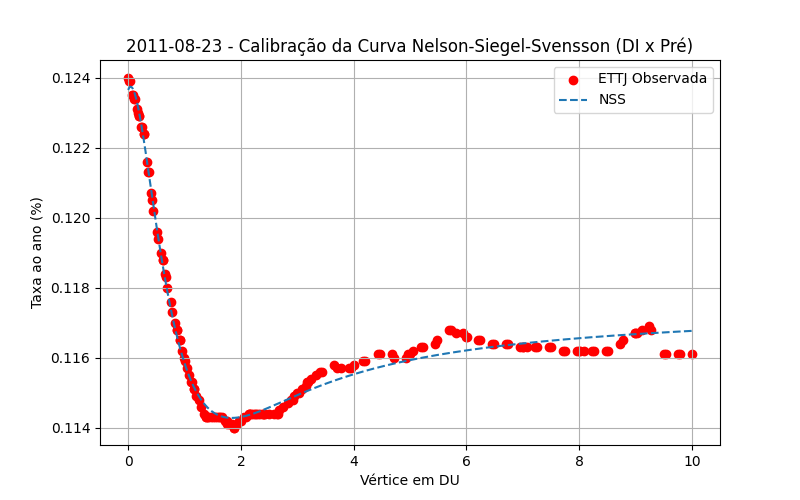 2011-08-23 - Calibração da Curva Nelson-Siegel-Svensson (DI x Pré)
ETTJ Observada
NSS
Taxa ao ano (%)
0.124
0.122
0.120
0.118
0.116
0.114
0 2 4 6 8 10
Vértice em DU